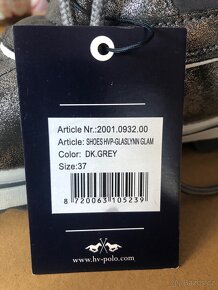 Article Nr.:2001.0932.00
Article: SHOES HVP-GLASLYNN GLAM
Color: DK.GREY
Size:37
8 720063 105239
www.hv-polo.com